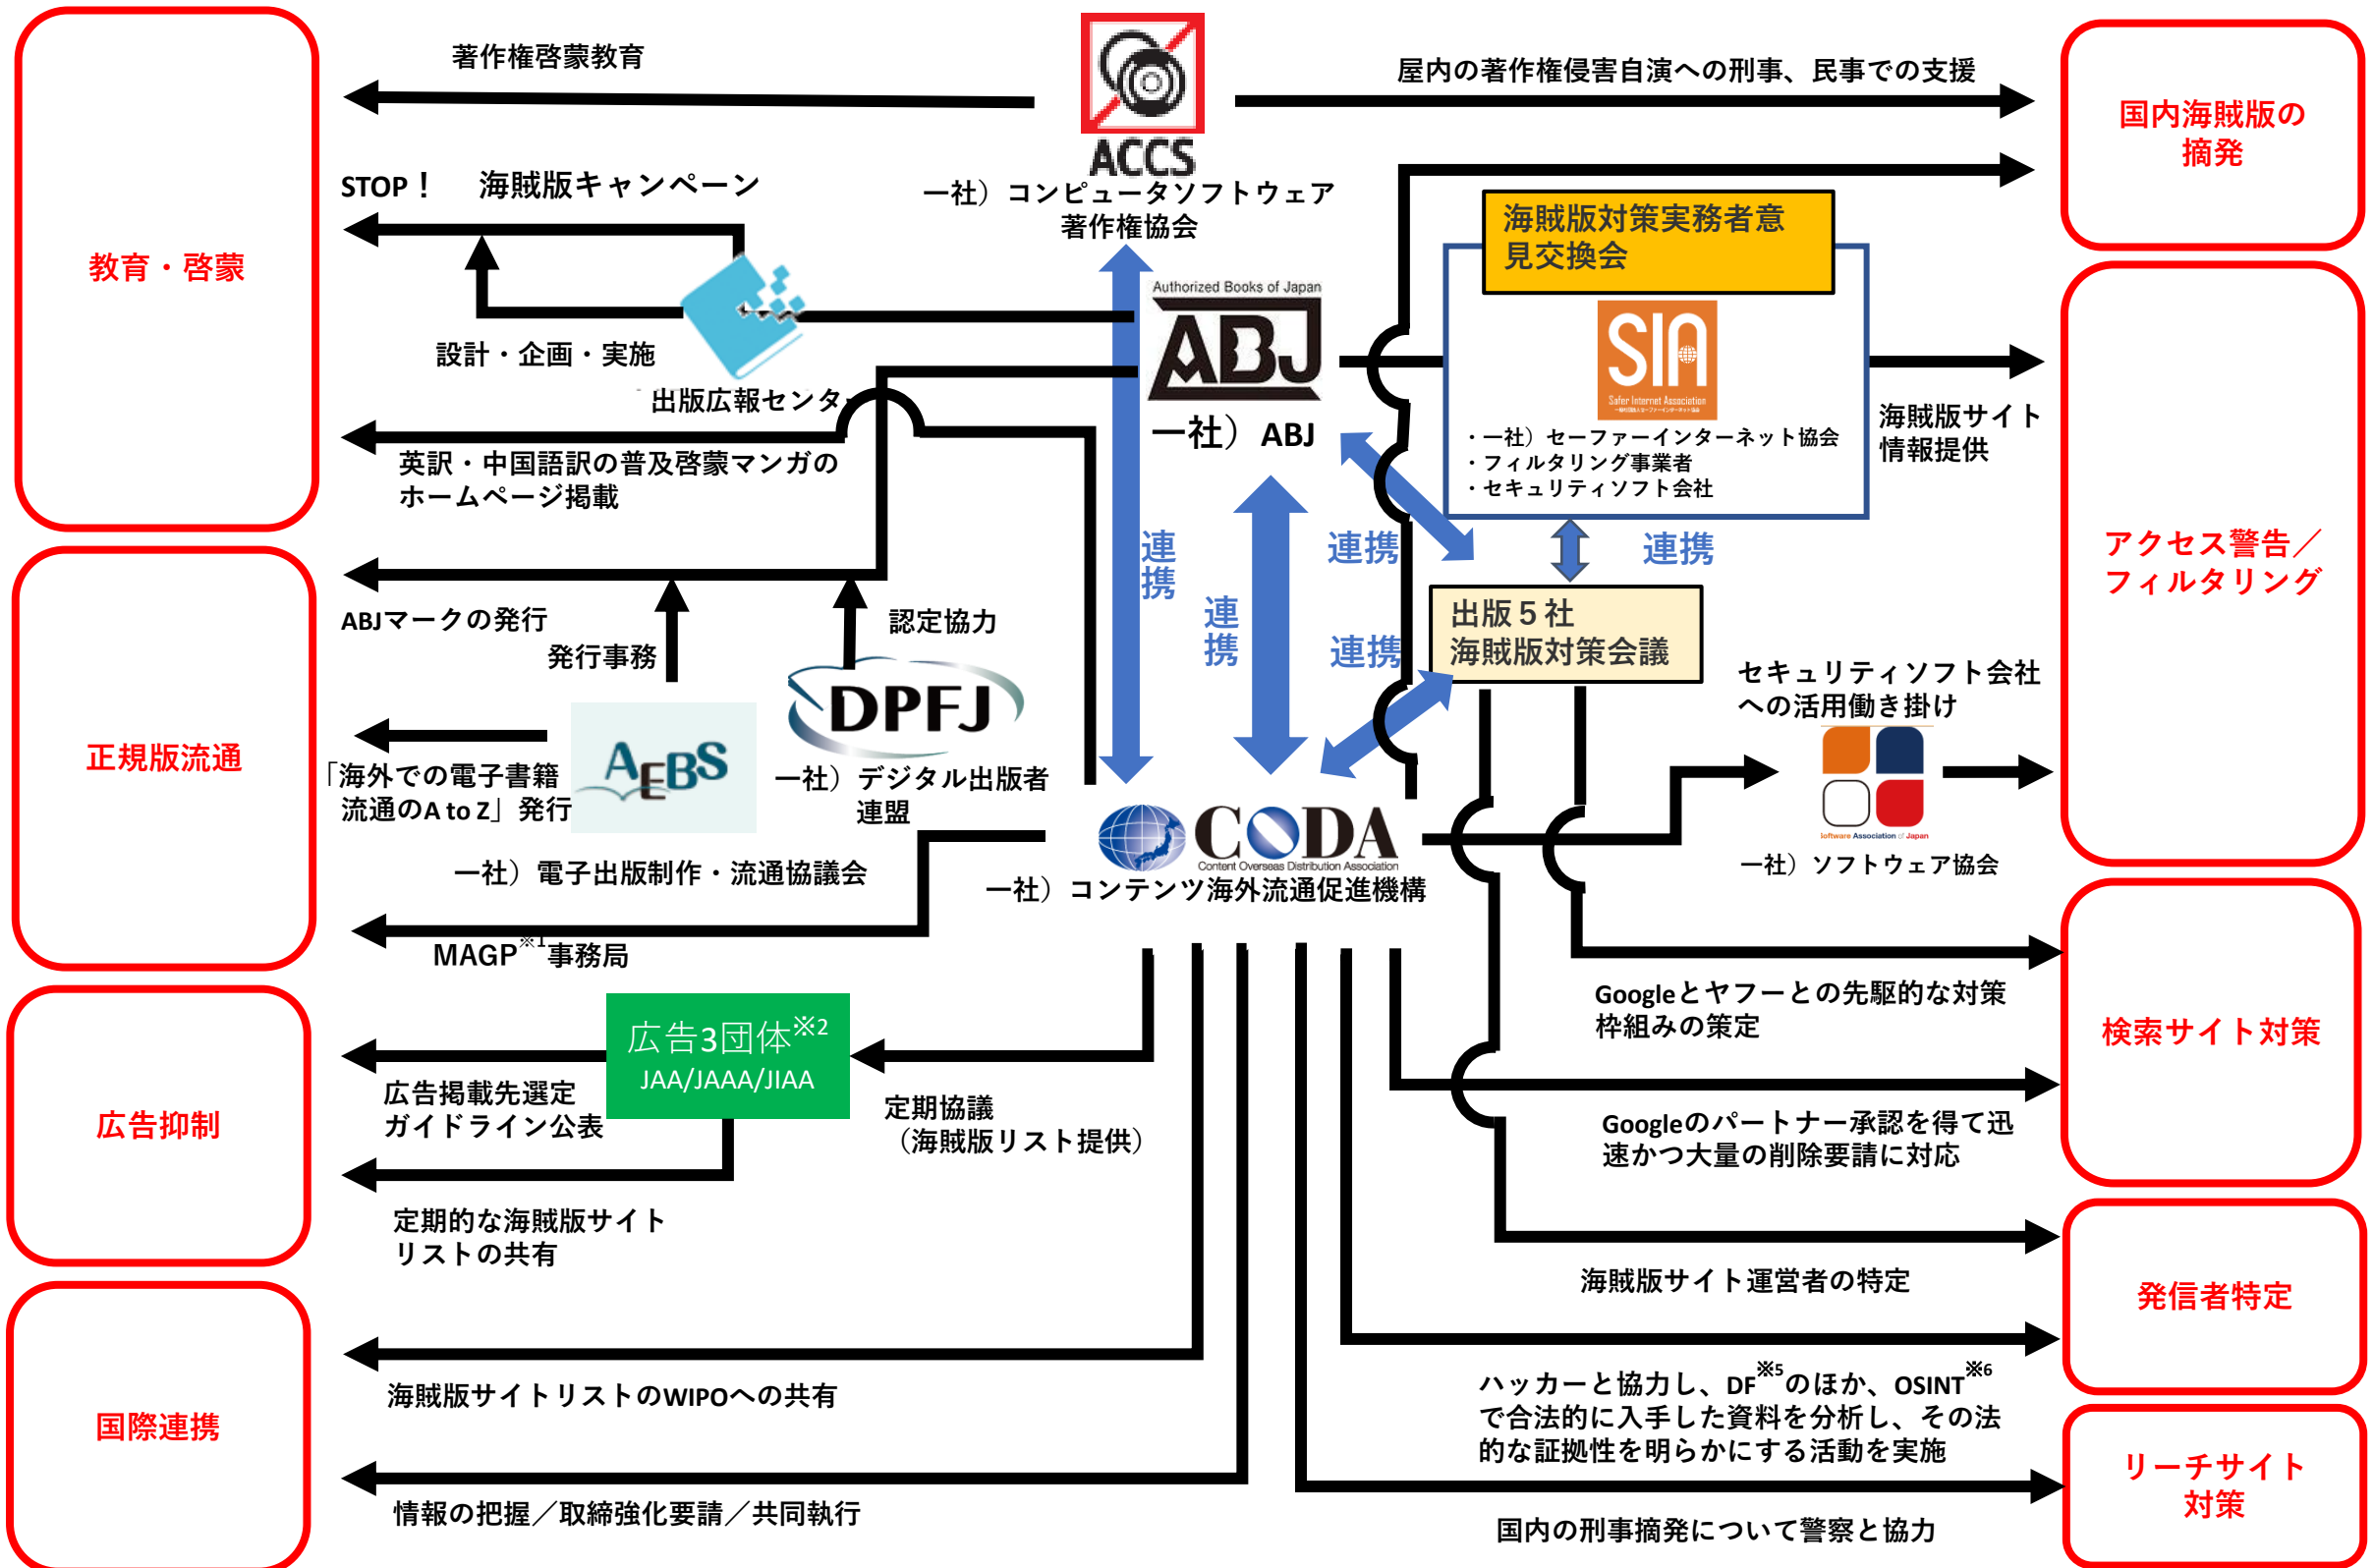 著作権啓蒙教育
ACCS
一社）コンピュータソフトウェア
著作権協会
屋内の著作権侵害自演への刑事、民事での支援
国内海賊版の
摘発
STOP！　海賊版キャンペーン
教育・啓蒙
設計・企画・実施
出版広報センタ
英訳・中国語訳の普及啓蒙マンガの
ホームページ掲載
Authorized Books of Japan
ABJ
一社）ABJ
海賊版対策実務者意
見交換会
SIA
Safer Internet Association
・一社）セーファーインターネット協会
・フィルタリング事業者
・セキュリティソフト会社
海賊版サイト
情報提供
アクセス警告／
フィルタリング
連携
連携
連携
連携
連携
出版５社
海賊版対策会議
ABJマークの発行
発行事務
認定協力
正規版流通
DPFJ
一社）デジタル出版者
連盟
AEBS
「海外での電子書籍
流通のA to Z」発行
一社）電子出版制作・流通協議会
MAGP※1事務局
CODA
Content Overseas Distribution Association
一社）コンテンツ海外流通促進機構
セキュリティソフト会社
への活用働き掛け
Software Association of Japan
一社）ソフトウェア協会
広告抑制
広告3団体※2
JAA/JAAA/JIAA
広告掲載先選定
ガイドライン公表
定期協議
（海賊版リスト提供）
定期的な海賊版サイト
リストの共有
Googleとヤフーとの先駆的な対策
枠組みの策定
検索サイト対策
Googleのパートナー承認を得て迅
速かつ大量の削除要請に対応
海賊版サイト運営者の特定
発信者特定
ハッカーと協力し、DF※5のほか、OSINT※6
で合法的に入手した資料を分析し、その法
的な証拠性を明らかにする活動を実施
国際連携
海賊版サイトリストのWIPOへの共有
情報の把握／取締強化要請／共同執行
国内の刑事摘発について警察と協力
リーチサイト
対策